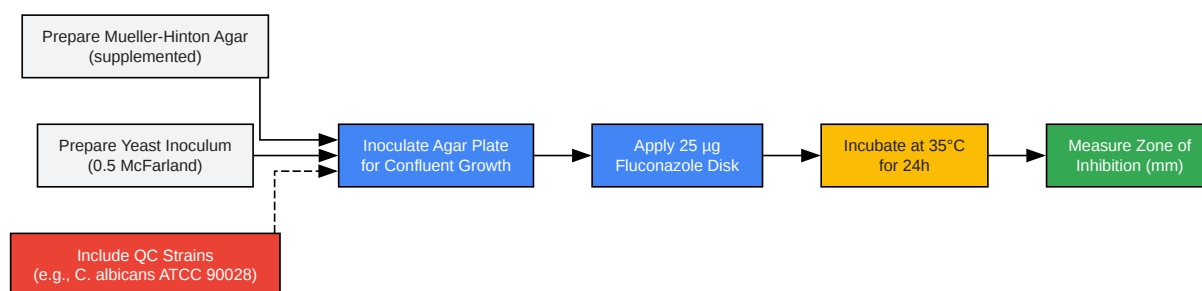 Prepare Mueller-Hinton Agar
(supplemented)
Prepare Yeast Inoculum
(0.5 McFarland)
Include QC Strains
(e.g., C. albicans ATCC 90028)
Inoculate Agar Plate
for Confluent Growth
Apply 25 µg
Fluconazole Disk
Incubate at 35°C
for 24h
Measure Zone of
Inhibition (mm)